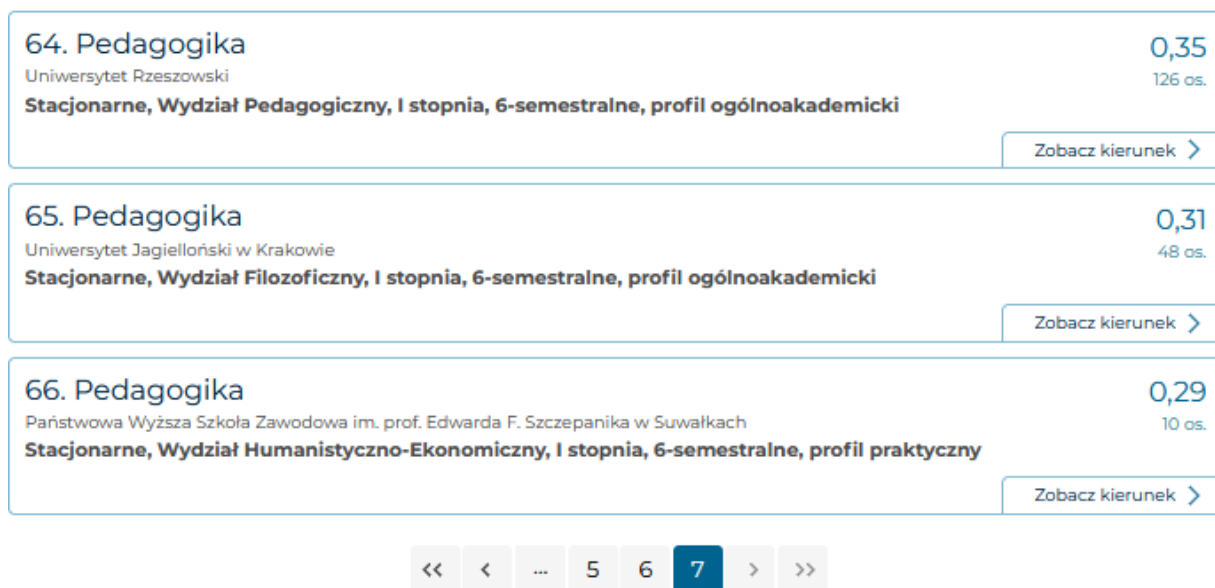 64. Pedagogika
0,35
Uniwersytet Rzeszowski
126 os.
Stacjonarne, Wydział Pedagogiczny, I stopnia, 6-semestralne, profil ogólnoakademicki
Zobacz kierunek >
65. Pedagogika
0,31
Uniwersytet Jagielloński w Krakowie
48 os.
Stacjonarne, Wydział Filozoficzny, I stopnia, 6-semestralne, profil ogólnoakademicki
Zobacz kierunek >
66. Pedagogika
0,29
Państwowa Wyższa Szkoła Zawodowa im. prof. Edwarda F. Szczepanika w Suwałkach
10 os.
Stacjonarne, Wydział Humanistyczno-Ekonomiczny, I stopnia, 6-semestralne, profil praktyczny
Zobacz kierunek >
<< < ... 5 6 7 > >>